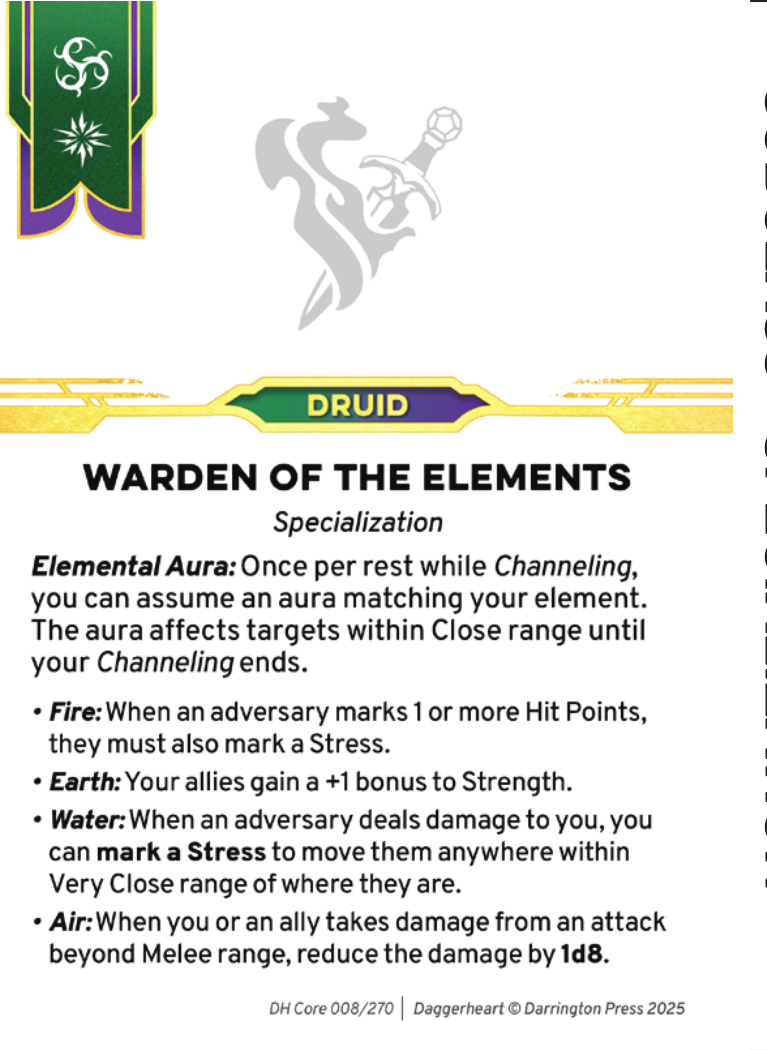 DRUID
WARDEN OF THE ELEMENTS
Specialization
Elemental Aura: Once per rest while Channeling,
you can assume an aura matching your element.
The aura affects targets within Close range until
your Channeling ends.
• Fire: When an adversary marks 1 or more Hit Points,
they must also mark a Stress.
• Earth: Your allies gain a +1 bonus to Strength.
• Water: When an adversary deals damage to you, you
can mark a Stress to move them anywhere within
Very Close range of where they are.
• Air: When you or an ally takes damage from an attack
beyond Melee range, reduce the damage by 1d8.
DH Core 008/270 | Daggerheart © Darrington Press 2025